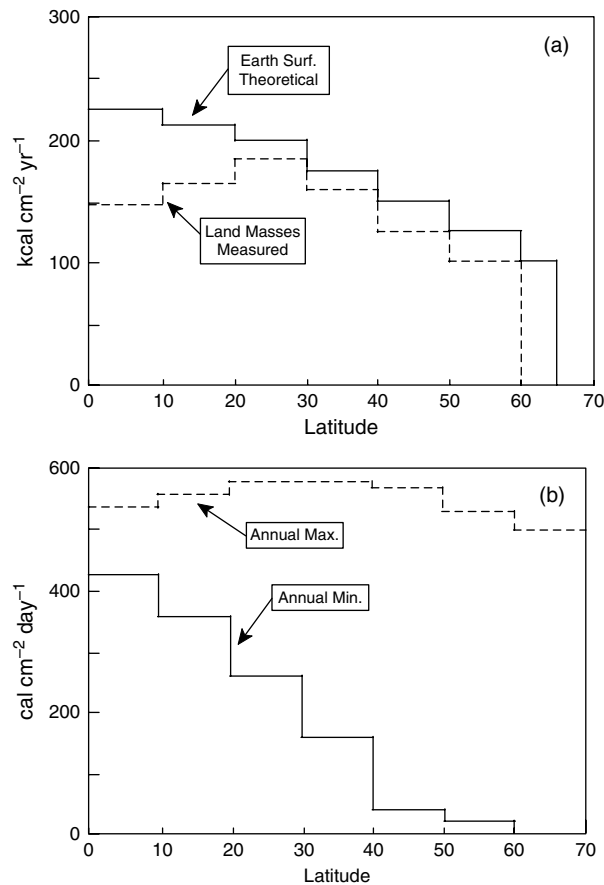 300
(a)
Earth Surf.
Theoretical
200
kcal cm⁻² yr⁻¹
Land Masses
Measured
100
0
0 10 20 30 40 50 60 70
Latitude
600
(b)
Annual Max.
400
Annual Min.
cal cm⁻² day⁻¹
200
0
0 10 20 30 40 50 60 70
Latitude